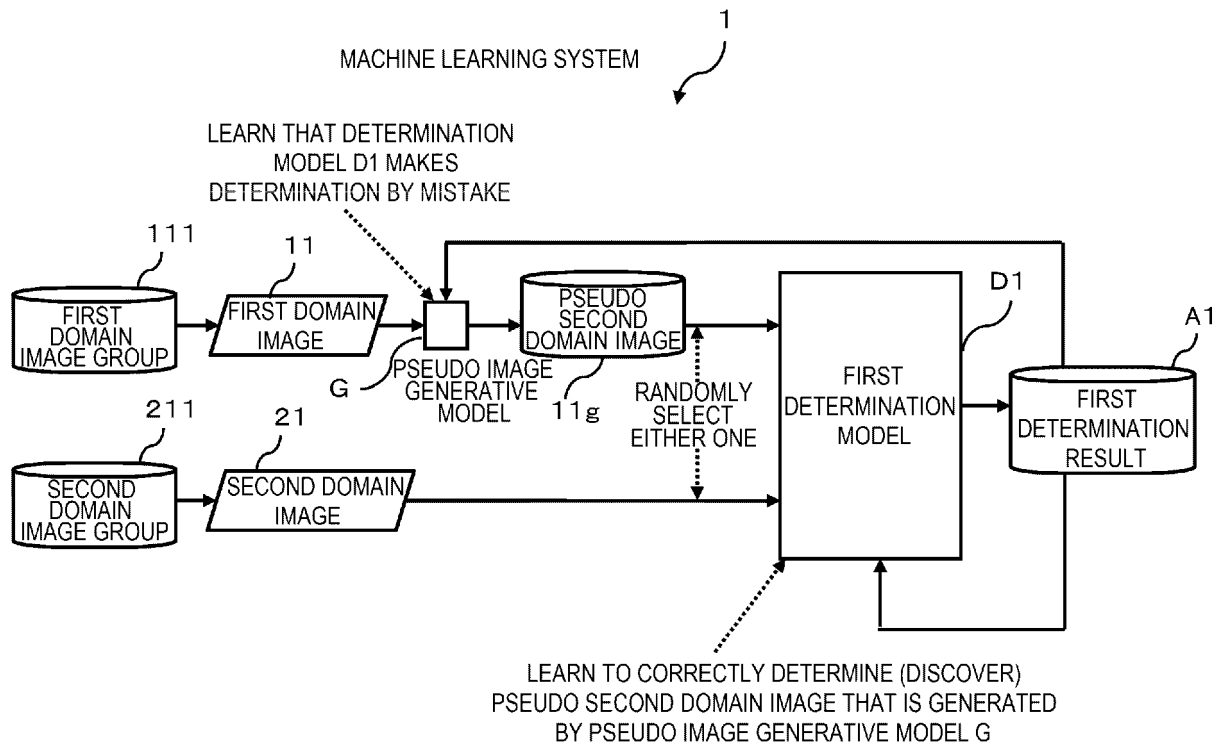 1
MACHINE LEARNING SYSTEM
LEARN THAT DETERMINATION
MODEL D1 MAKES
DETERMINATION BY MISTAKE
111
FIRST
DOMAIN
IMAGE GROUP
11
FIRST DOMAIN
IMAGE
G
PSEUDO IMAGE
GENERATIVE
MODEL
PSEUDO
SECOND
DOMAIN IMAGE
11g
RANDOMLY
SELECT
EITHER ONE
FIRST
DETERMINATION
MODEL
D1
A1
FIRST
DETERMINATION
RESULT
211
SECOND
DOMAIN
IMAGE GROUP
21
SECOND DOMAIN
IMAGE
LEARN TO CORRECTLY DETERMINE (DISCOVER)
PSEUDO SECOND DOMAIN IMAGE THAT IS GENERATED
BY PSEUDO IMAGE GENERATIVE MODEL G